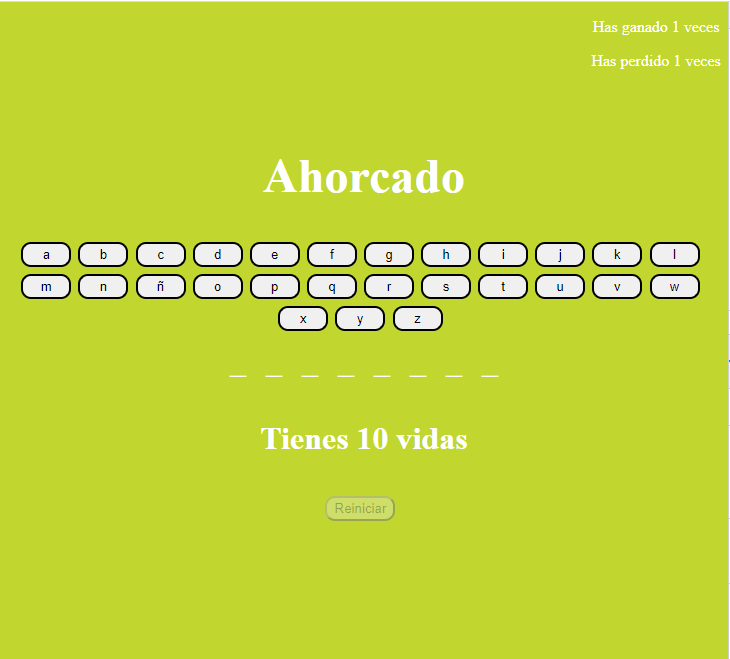 Has ganado 1 veces
Has perdido 1 veces
Ahorcado
a b c d e f g h i j k l
m n ñ o p q r s t u v w
x y z
_ _ _ _ _ _ _ _
Tienes 10 vidas
Reiniciar